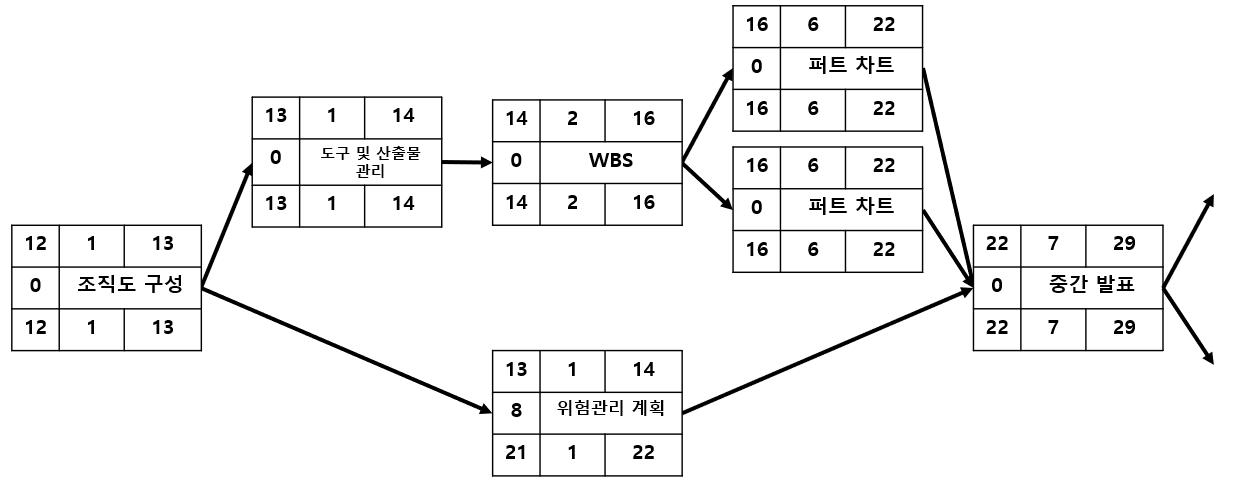 16 6 22
0 퍼트 차트
16 6 22
13 1 14
0 도구 및 산출물
관리
13 1 14
14 2 16
0 WBS
14 2 16
16 6 22
0 퍼트 차트
16 6 22
12 1 13
0 조직도 구성
12 1 13
22 7 29
0 중간 발표
22 7 29
13 1 14
8 위험관리 계획
21 1 22